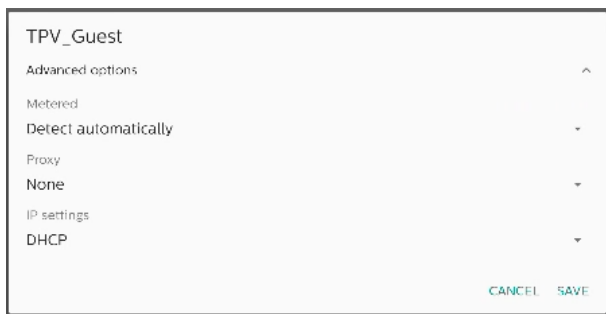 TPV_Guest
Advanced options
Metered
Detect automatically
Proxy
None
IP settings
DHCP
CANCEL SAVE